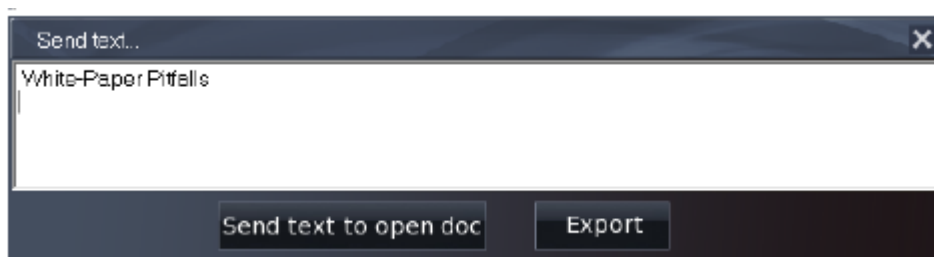 Send text...
White-Paper Pitfalls
Send text to open doc
Export